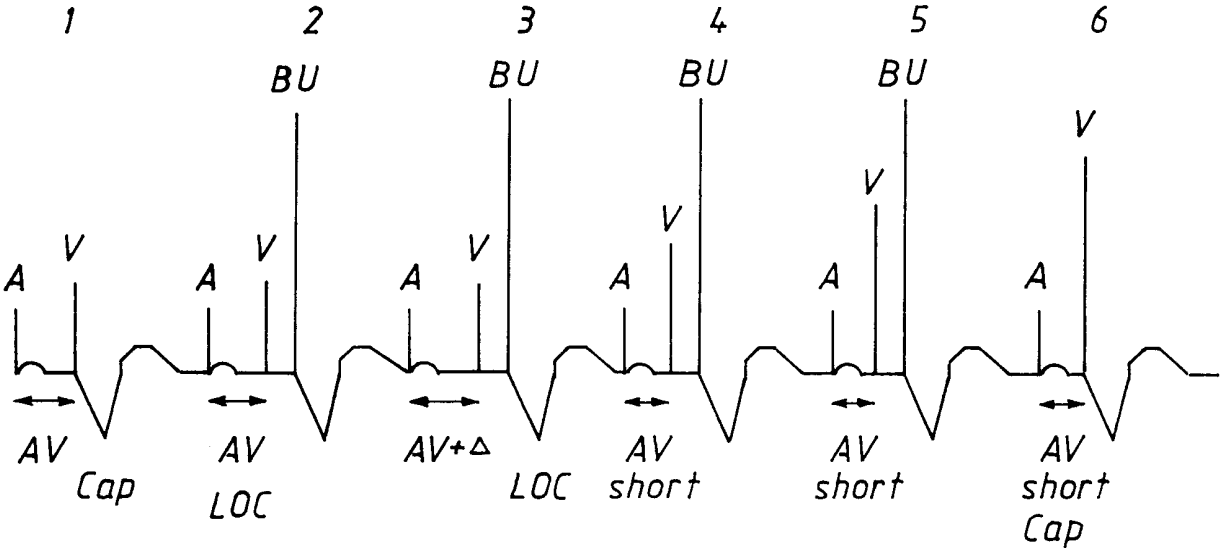 1 2 3 4 5 6
BU BU BU BU
V
V
V
V V V
A A A A A A
AV AV AV+Δ AV AV AV
Cap LOC short short short
LOC
Cap